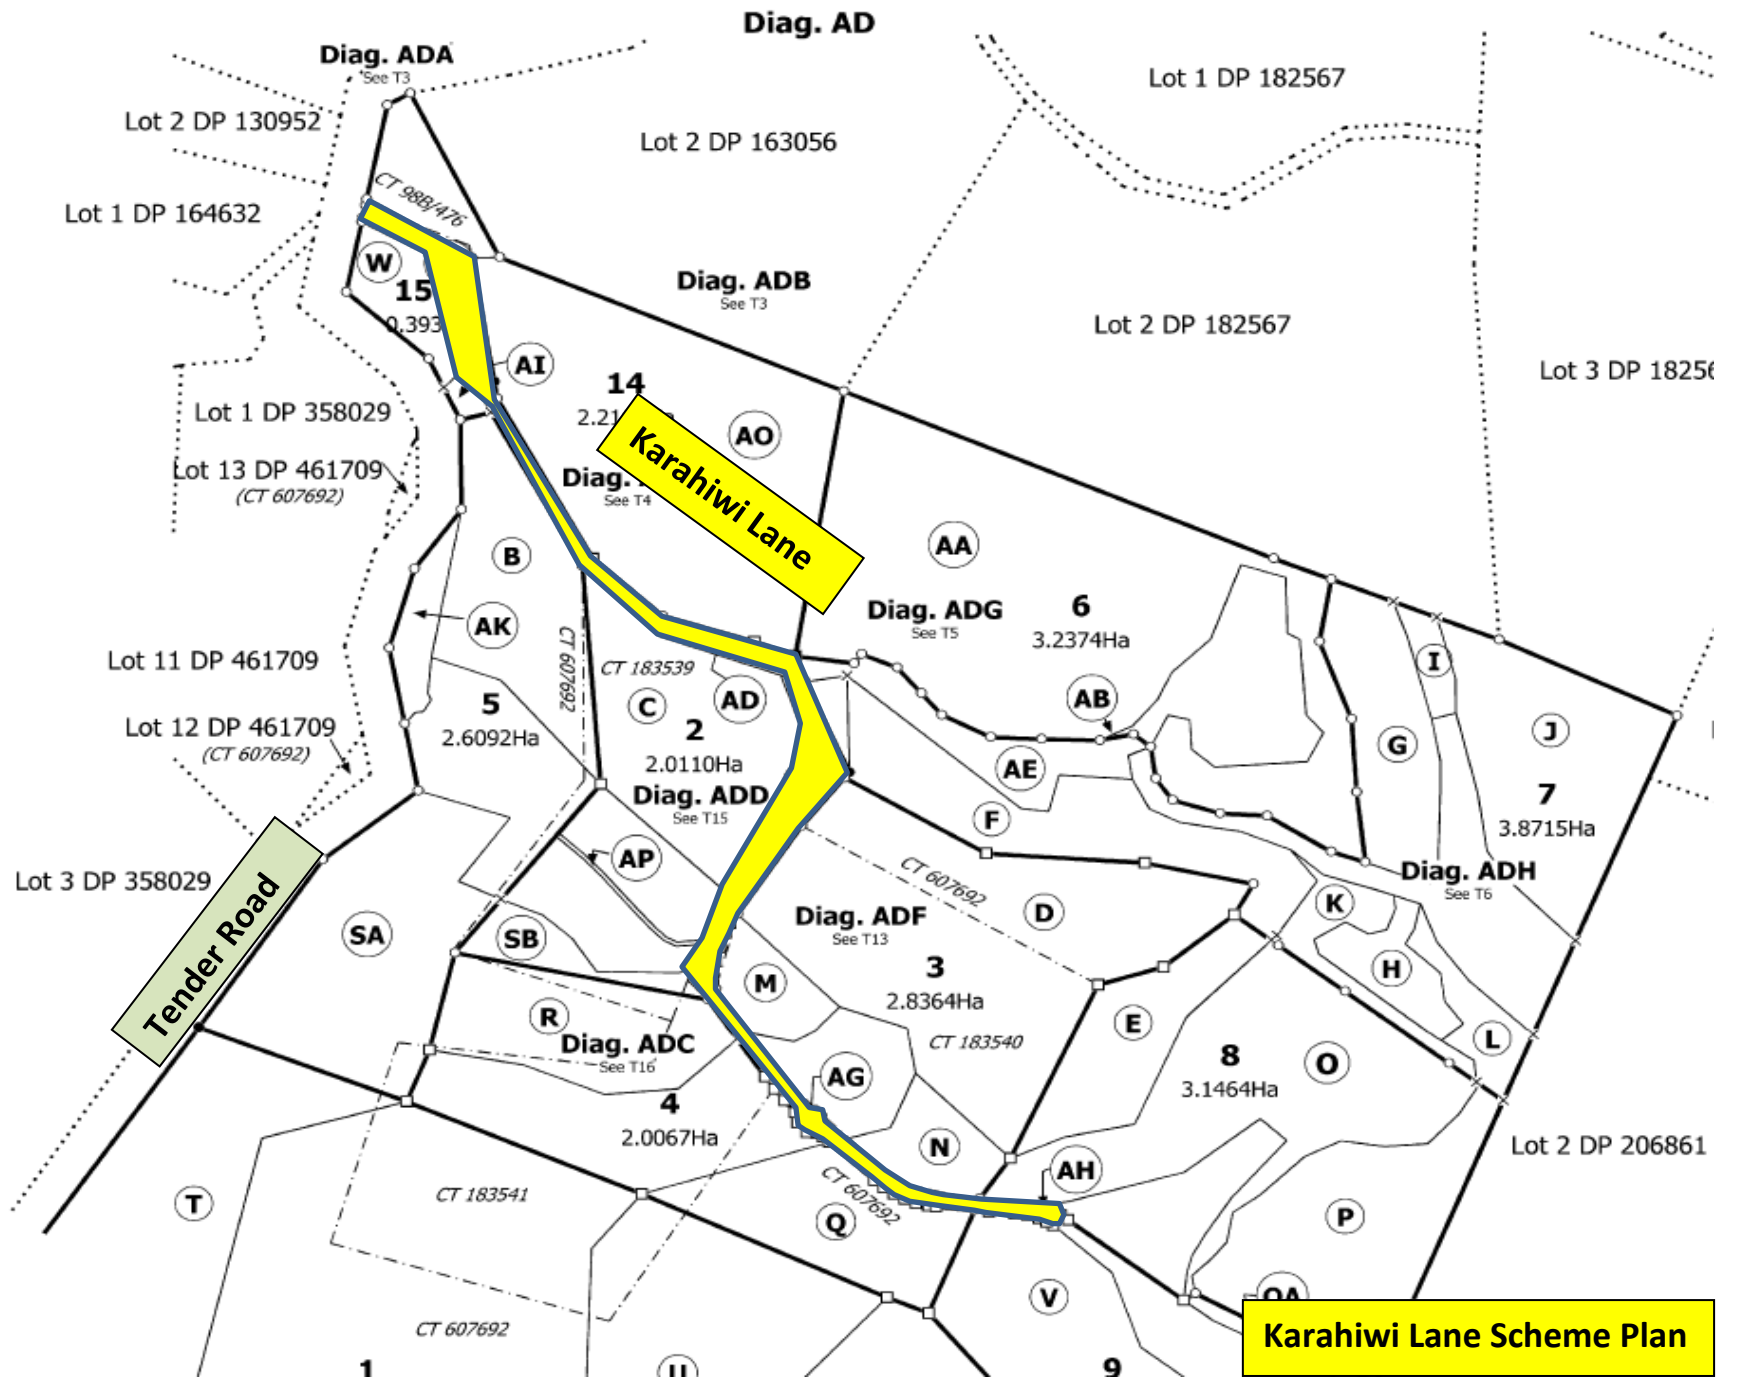 Diag. AD
Diag. ADA
See T3
Lot 1 DP 182567
Lot 2 DP 130952
Lot 2 DP 163056
CT 98B/476
Lot 1 DP 164632
W
15
0.393
Diag. ADB
See T3
Lot 2 DP 182567
AI
14
2.21
Lot 3 DP 1825
Lot 1 DP 358029
AO
Karahiwi Lane
Lot 13 DP 461709
(CT 607692)
Diag.
See T4
B
AA
AK
Diag. ADG
See T5
6
3.2374Ha
CT 607692
Lot 11 DP 461709
CT 183539
I
C
AD
AB
5
2.6092Ha
2
2.0110Ha
Lot 12 DP 461709
(CT 607692)
G
J
AE
Diag. ADD
See T15
7
3.8715Ha
F
AP
Diag. ADH
See T6
CT 607692
Lot 3 DP 358029
Tender Road
K
D
Diag. ADF
See T13
SA
SB
H
M
3
2.8364Ha
R
E
L
Diag. ADC
See T16
CT 183540
8
3.1464Ha
O
AG
4
2.0067Ha
N
Lot 2 DP 206861
AH
T
CT 183541
CT 607692
Q
P
V
OA
CT 607692
Karahiwi Lane Scheme Plan
1
U
9